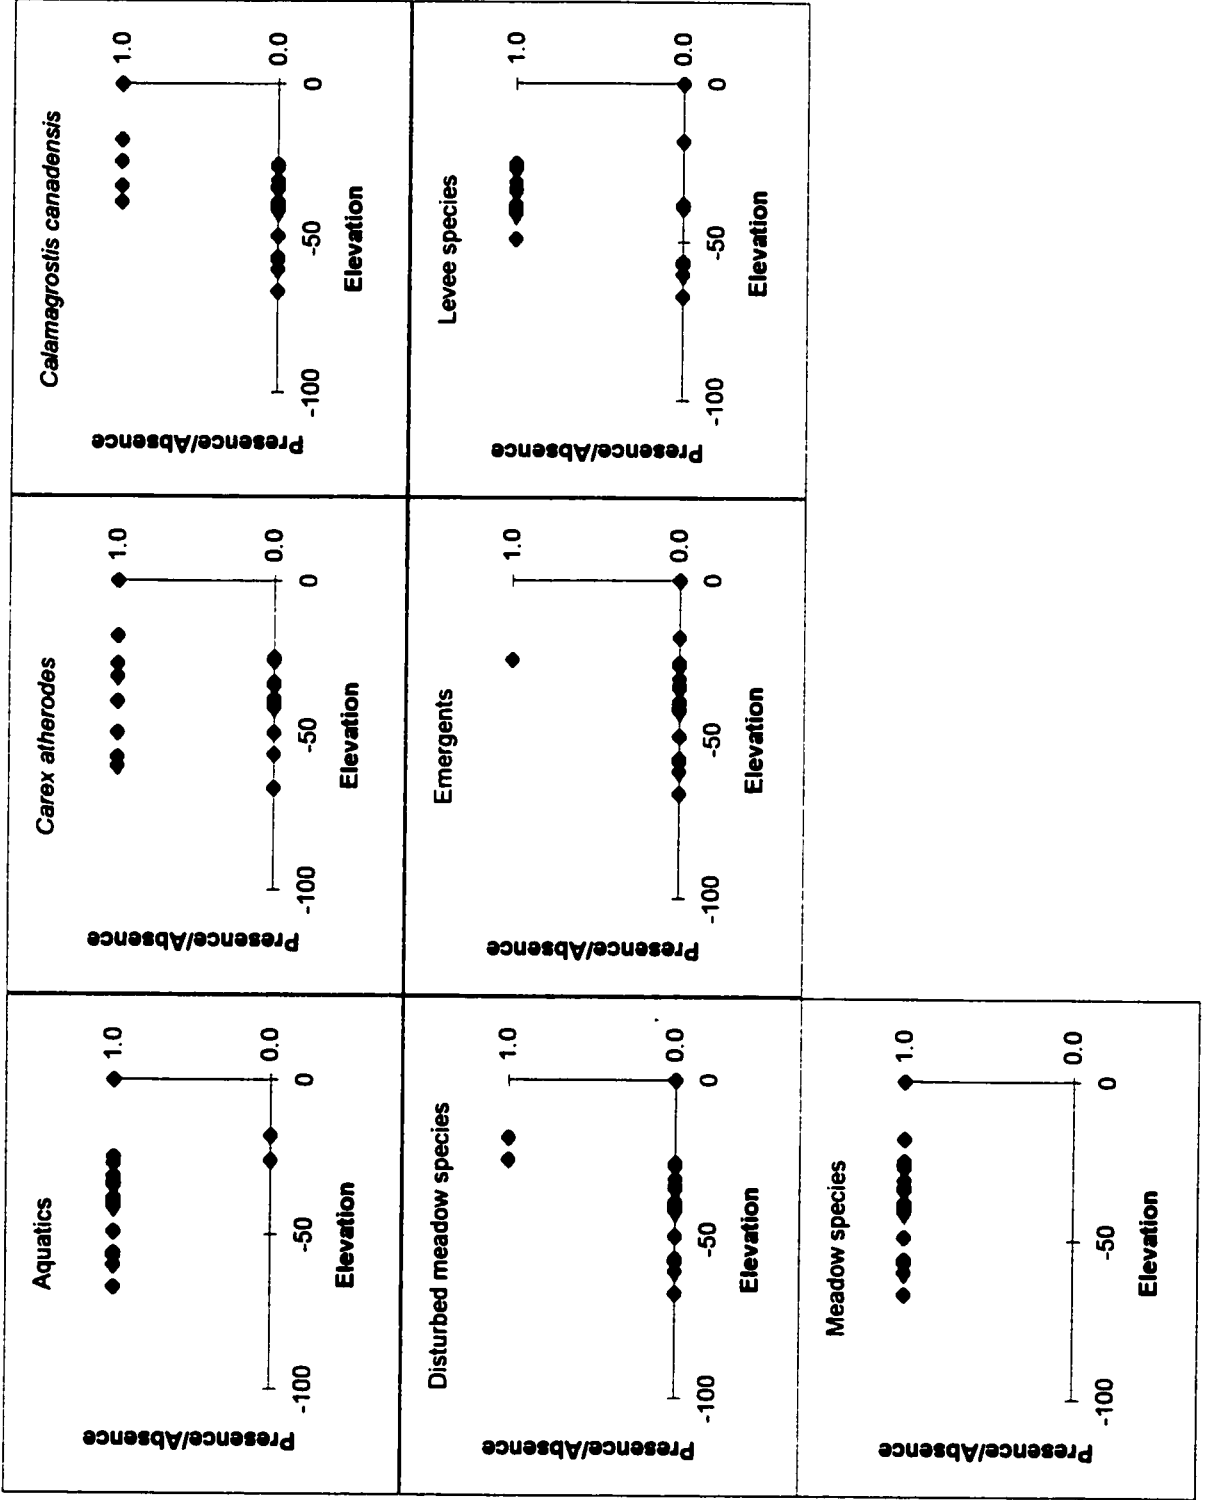 Aquatics
Presence/Absence
1.0
0.0
-100
-50
0
Elevation
Carex atherodes
Presence/Absence
1.0
0.0
-100
-50
0
Elevation
Calamagrostis canadensis
Presence/Absence
1.0
0.0
-100
-50
0
Elevation
Disturbed meadow species
Presence/Absence
1.0
0.0
-100
-50
0
Elevation
Emergents
Presence/Absence
1.0
0.0
-100
-50
0
Elevation
Levee species
Presence/Absence
1.0
0.0
-100
-50
0
Elevation
Meadow species
Presence/Absence
1.0
0.0
-100
-50
0
Elevation